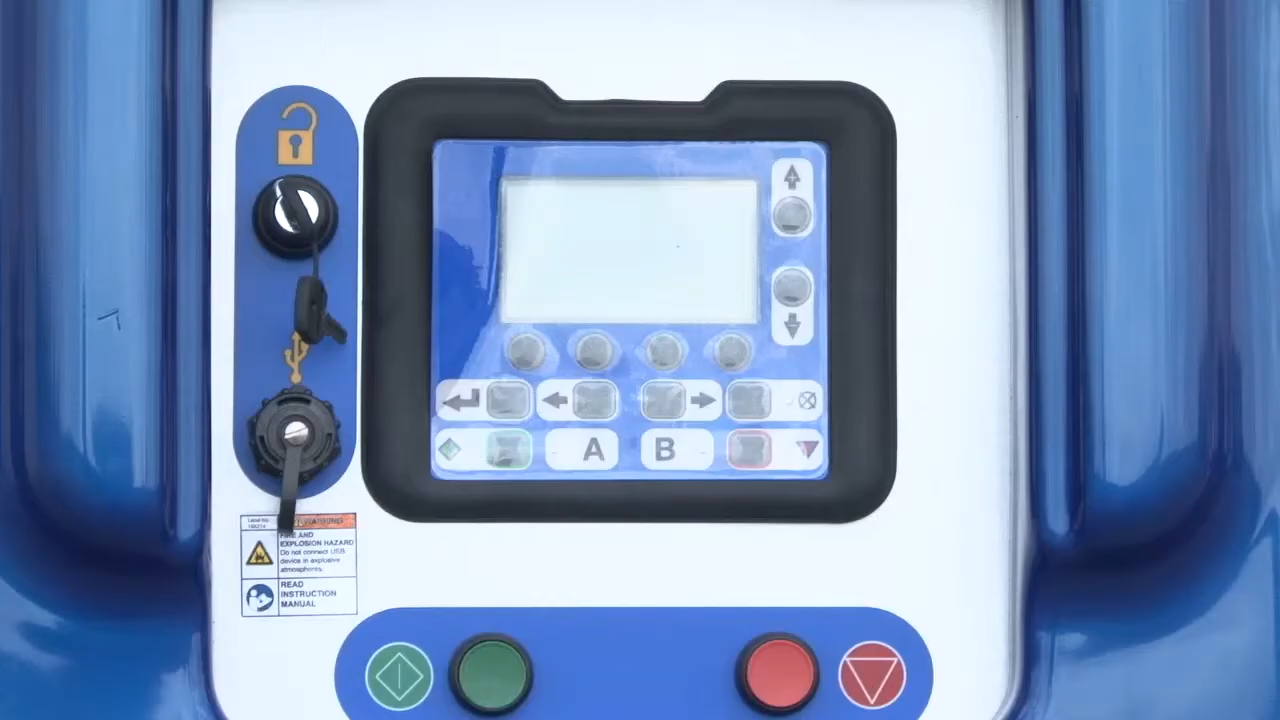 A B
WARNING
FIRE AND
EXPLOSION HAZARD
Do not connect USB
device in explosive
atmospheres.
READ
INSTRUCTION
MANUAL